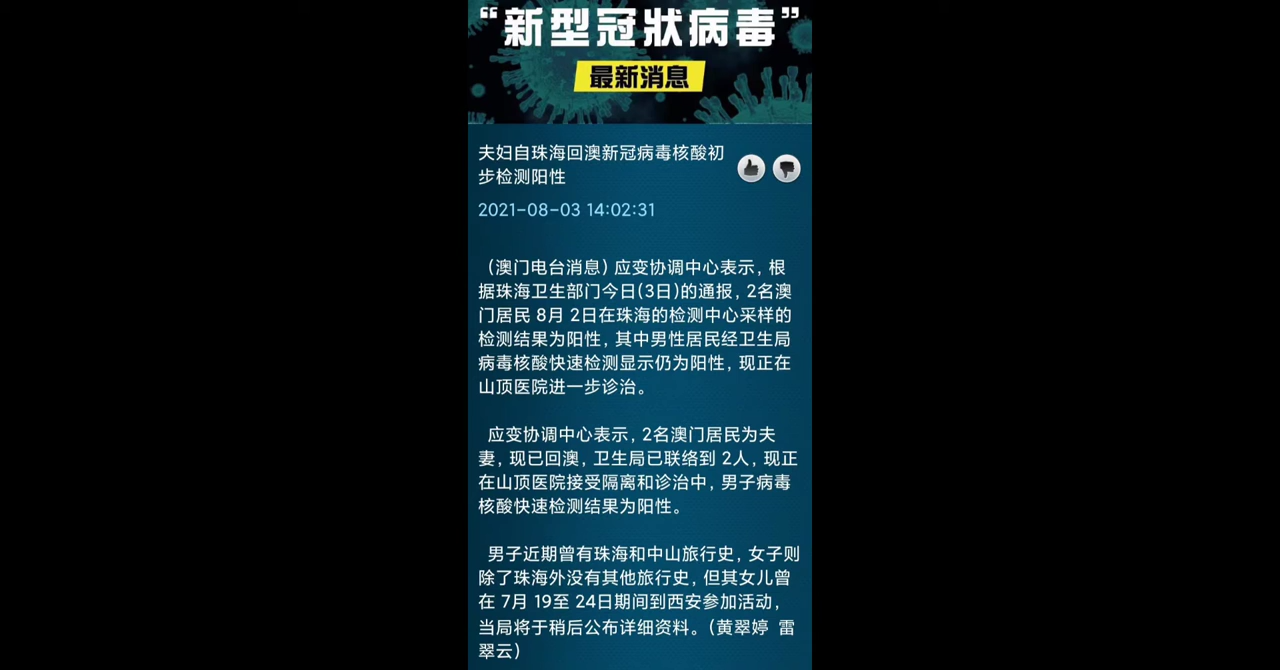 “新型冠狀病毒”
最新消息
夫妇自珠海回澳新冠病毒核酸初
步检测阳性
2021-08-03 14:02:31
（澳门电台消息）应变协调中心表示，根
据珠海卫生部门今日(3日)的通报，2名澳
门居民 8月 2日在珠海的检测中心采样的
检测结果为阳性，其中男性居民经卫生局
病毒核酸快速检测显示仍为阳性，现正在
山顶医院进一步诊治。
应变协调中心表示，2名澳门居民为夫
妻，现已回澳，卫生局已联络到 2人，现正
在山顶医院接受隔离和诊治中，男子病毒
核酸快速检测结果为阳性。
男子近期曾有珠海和中山旅行史，女子则
除了珠海外没有其他旅行史，但其女儿曾
在 7月 19至 24日期间到西安参加活动，
当局将于稍后公布详细资料。（黄翠婷 雷
翠云）